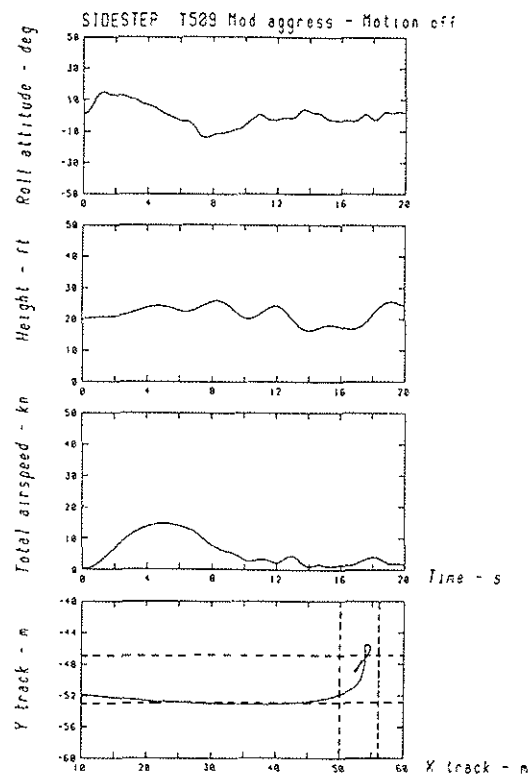 SIDESTEP T509 Mod aggress - Motion off
Roll attitude - deg
50
30
10
-10
-30
-50
0 4 8 12 16 20
Height - ft
50
40
30
20
10
0
0 4 8 12 16 20
Total airspeed - kn
50
40
30
20
10
0
0 4 8 12 16 20
Time - s
Y track - m
-40
-44
-48
-52
-56
-60
10 20 30 40 50 60
X track - m